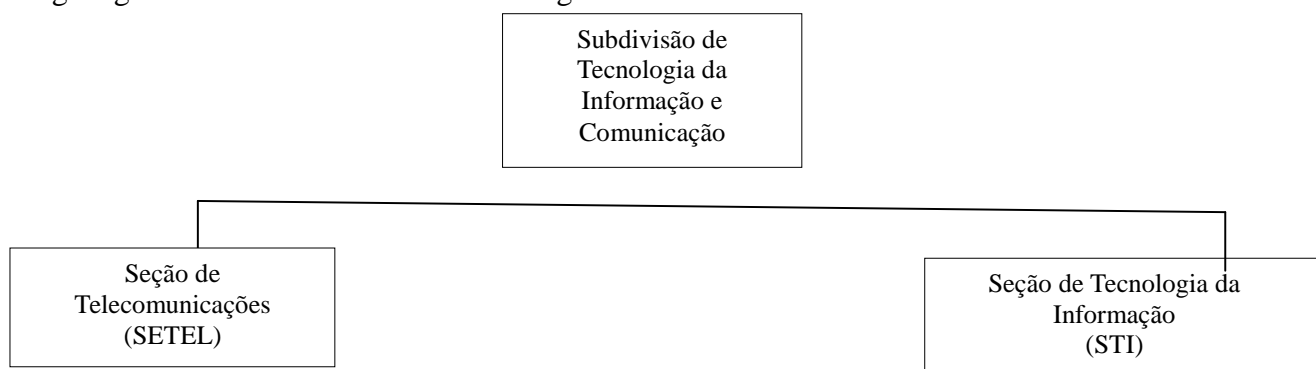 Subdivisão de
Tecnologia da
Informação e
Comunicação
Seção de
Telecomunicações
(SETEL)
Seção de Tecnologia da
Informação
(STI)